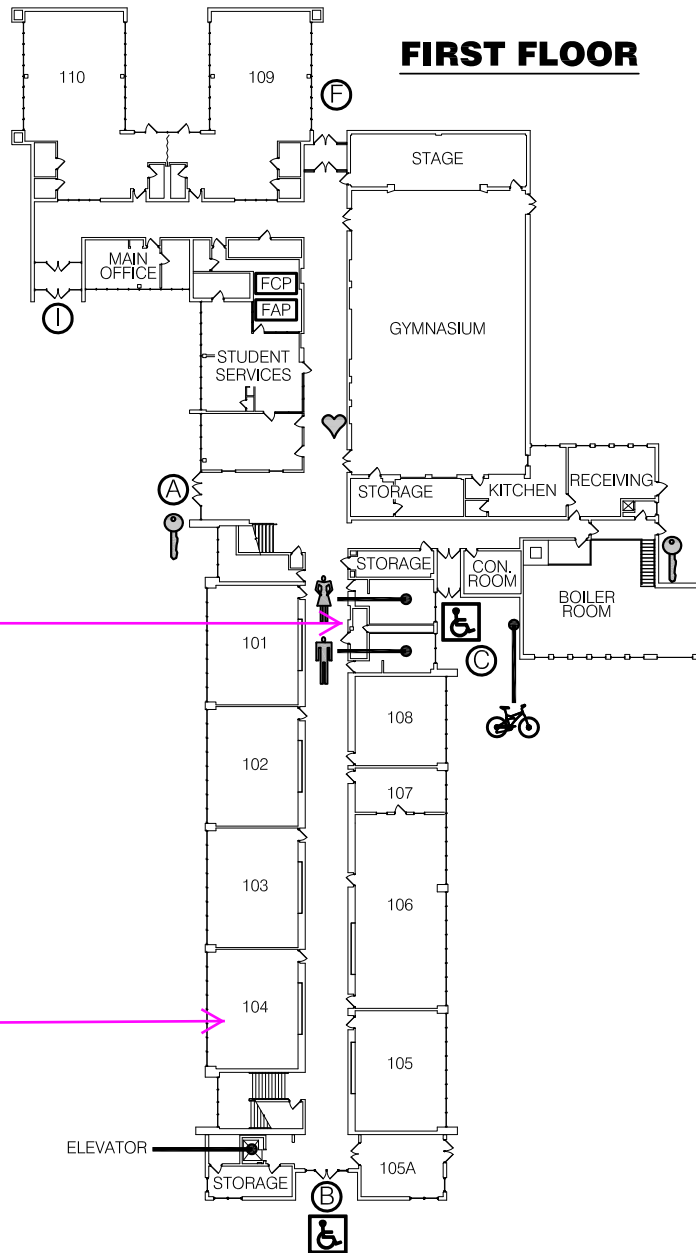 FIRST FLOOR
110
109
F
STAGE
MAIN
OFFICE
FCP
FAP
I
GYMNASIUM
STUDENT
SERVICES
A
STORAGE
KITCHEN
RECEIVING
STORAGE
CON.
ROOM
BOILER
ROOM
101
C
108
102
107
103
106
104
105
ELEVATOR
105A
STORAGE
B